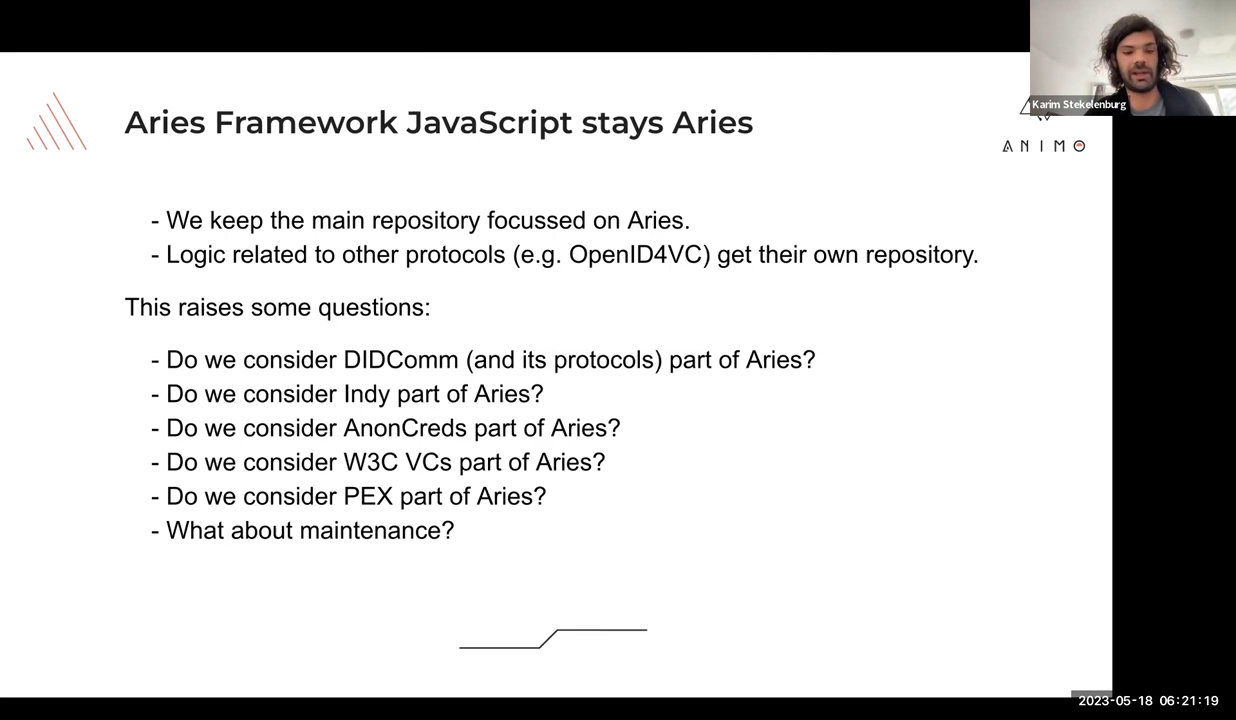 Karim Stekelenburg
Aries Framework JavaScript stays Aries
ANIMO
- We keep the main repository focussed on Aries.
- Logic related to other protocols (e.g. OpenID4VC) get their own repository.
This raises some questions:
- Do we consider DIDComm (and its protocols) part of Aries?
- Do we consider Indy part of Aries?
- Do we consider AnonCreds part of Aries?
- Do we consider W3C VCs part of Aries?
- Do we consider PEX part of Aries?
- What about maintenance?
2023-05-18 06:21:19